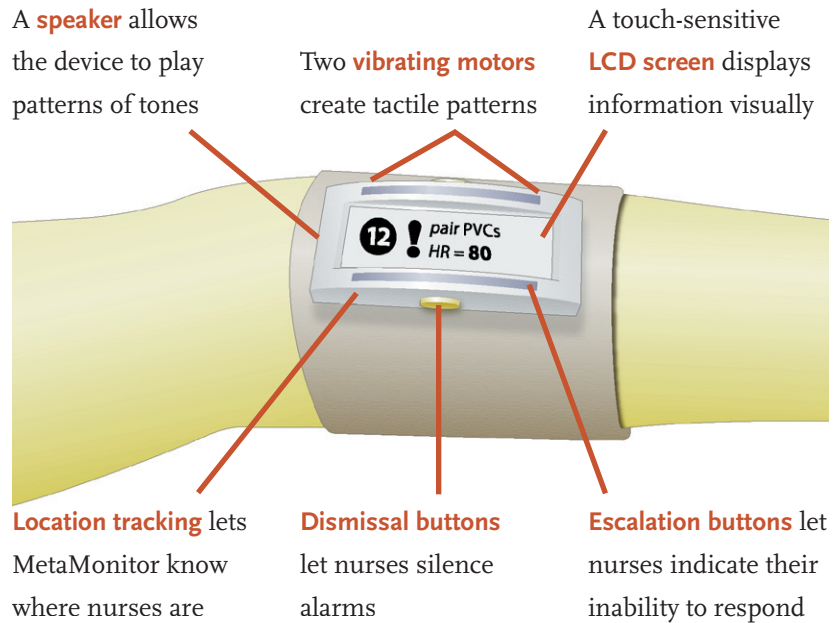 A speaker allows
the device to play
patterns of tones
Two vibrating motors
create tactile patterns
A touch-sensitive
LCD screen displays
information visually
12 ! pair PVCs
HR = 80
Location tracking lets
MetaMonitor know
where nurses are
Dismissal buttons
let nurses silence
alarms
Escalation buttons let
nurses indicate their
inability to respond